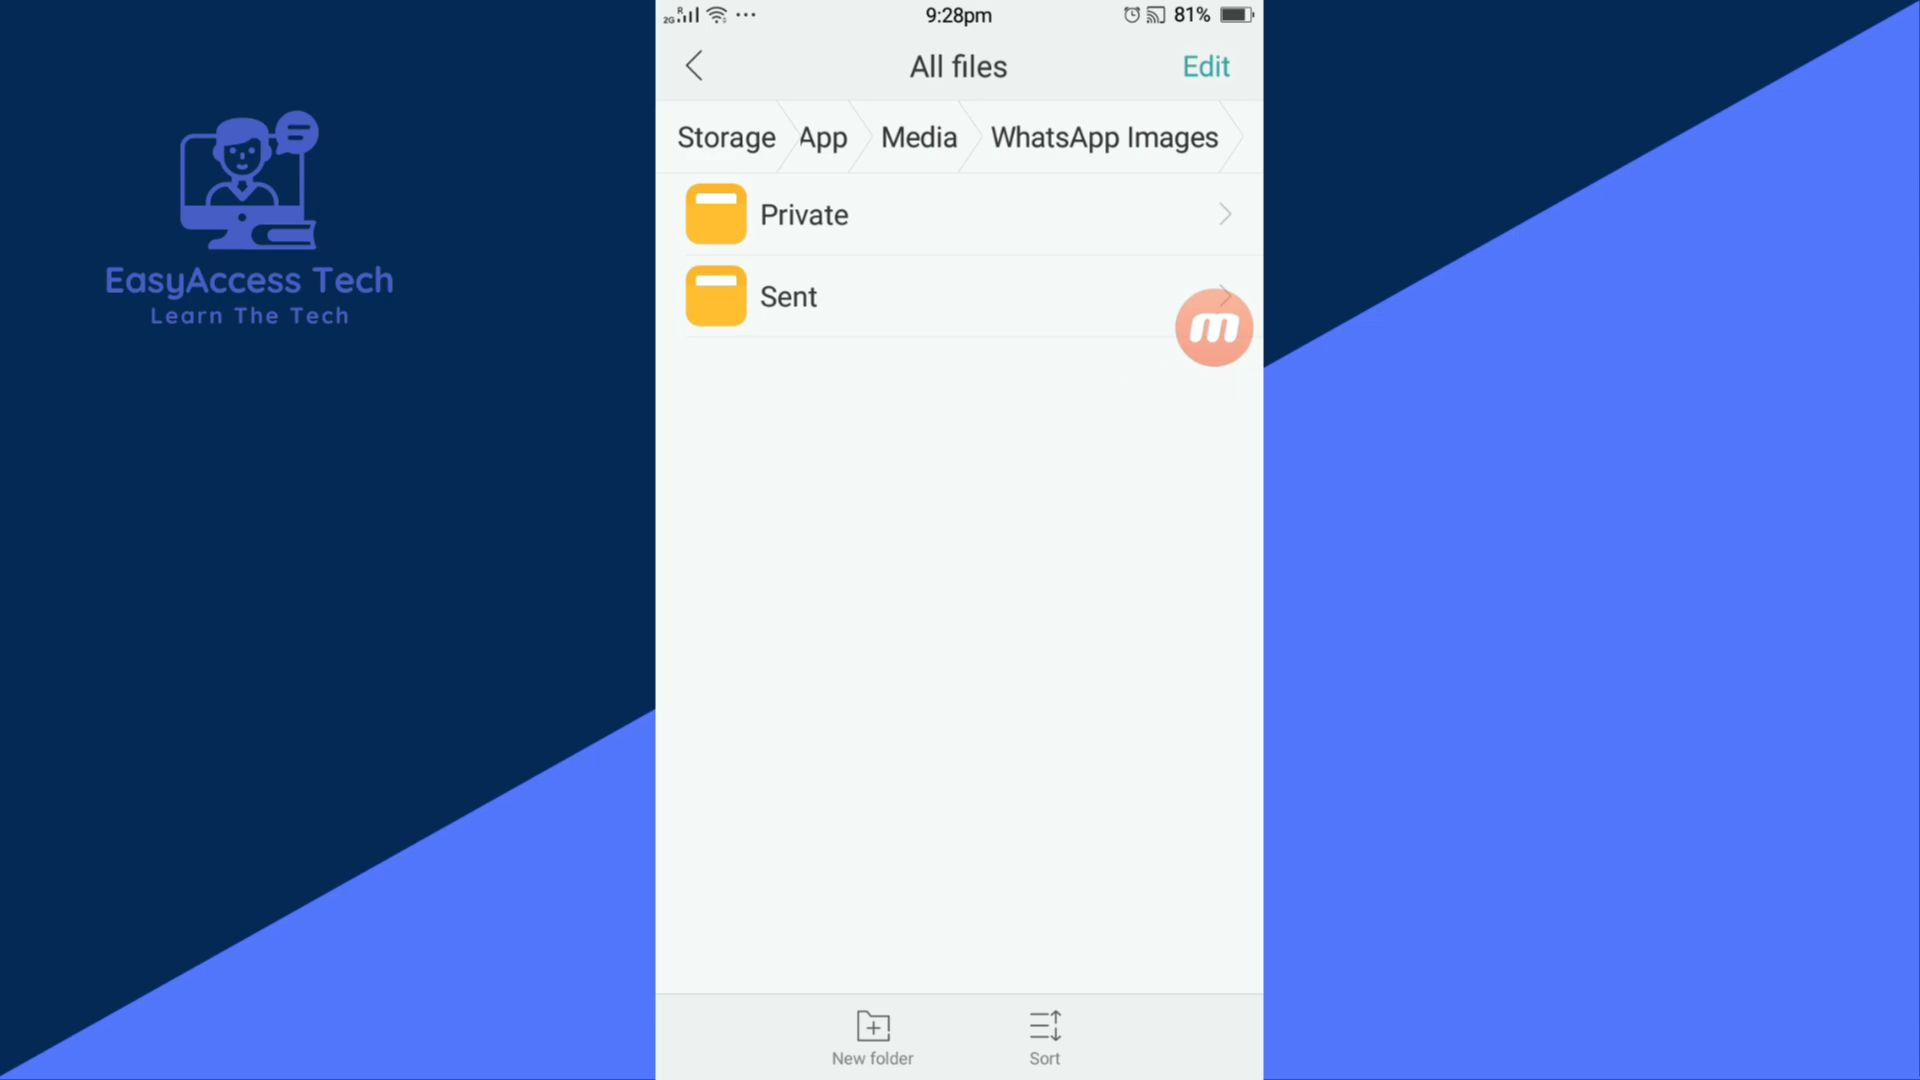 2G R 9:28pm 81%
All files Edit
Storage App Media WhatsApp Images
Private
Sent
m
New folder Sort
EasyAccess Tech
Learn The Tech